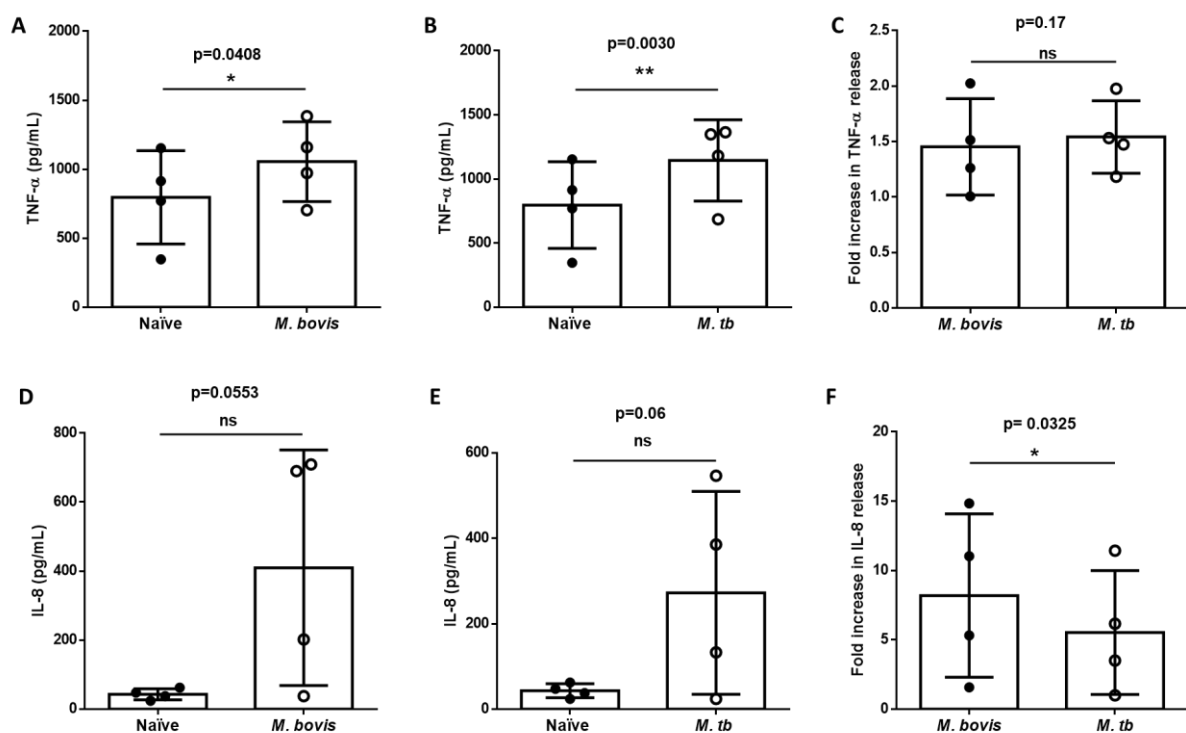 A
p=0.0408
*
2000
1500
1000
500
0
TNF-α (pg/mL)
Naïve
M. bovis
B
p=0.0030
**
2000
1500
1000
500
0
TNF-α (pg/mL)
Naïve
M. tb
C
p=0.17
ns
2.5
2.0
1.5
1.0
0.5
0.0
Fold increase in TNF-α release
M. bovis
M. tb
D
p=0.0553
ns
800
600
400
200
0
IL-8 (pg/mL)
Naïve
M. bovis
E
p=0.06
ns
600
400
200
0
IL-8 (pg/mL)
Naïve
M. tb
F
p= 0.0325
*
20
15
10
5
0
Fold increase in IL-8 release
M. bovis
M. tb